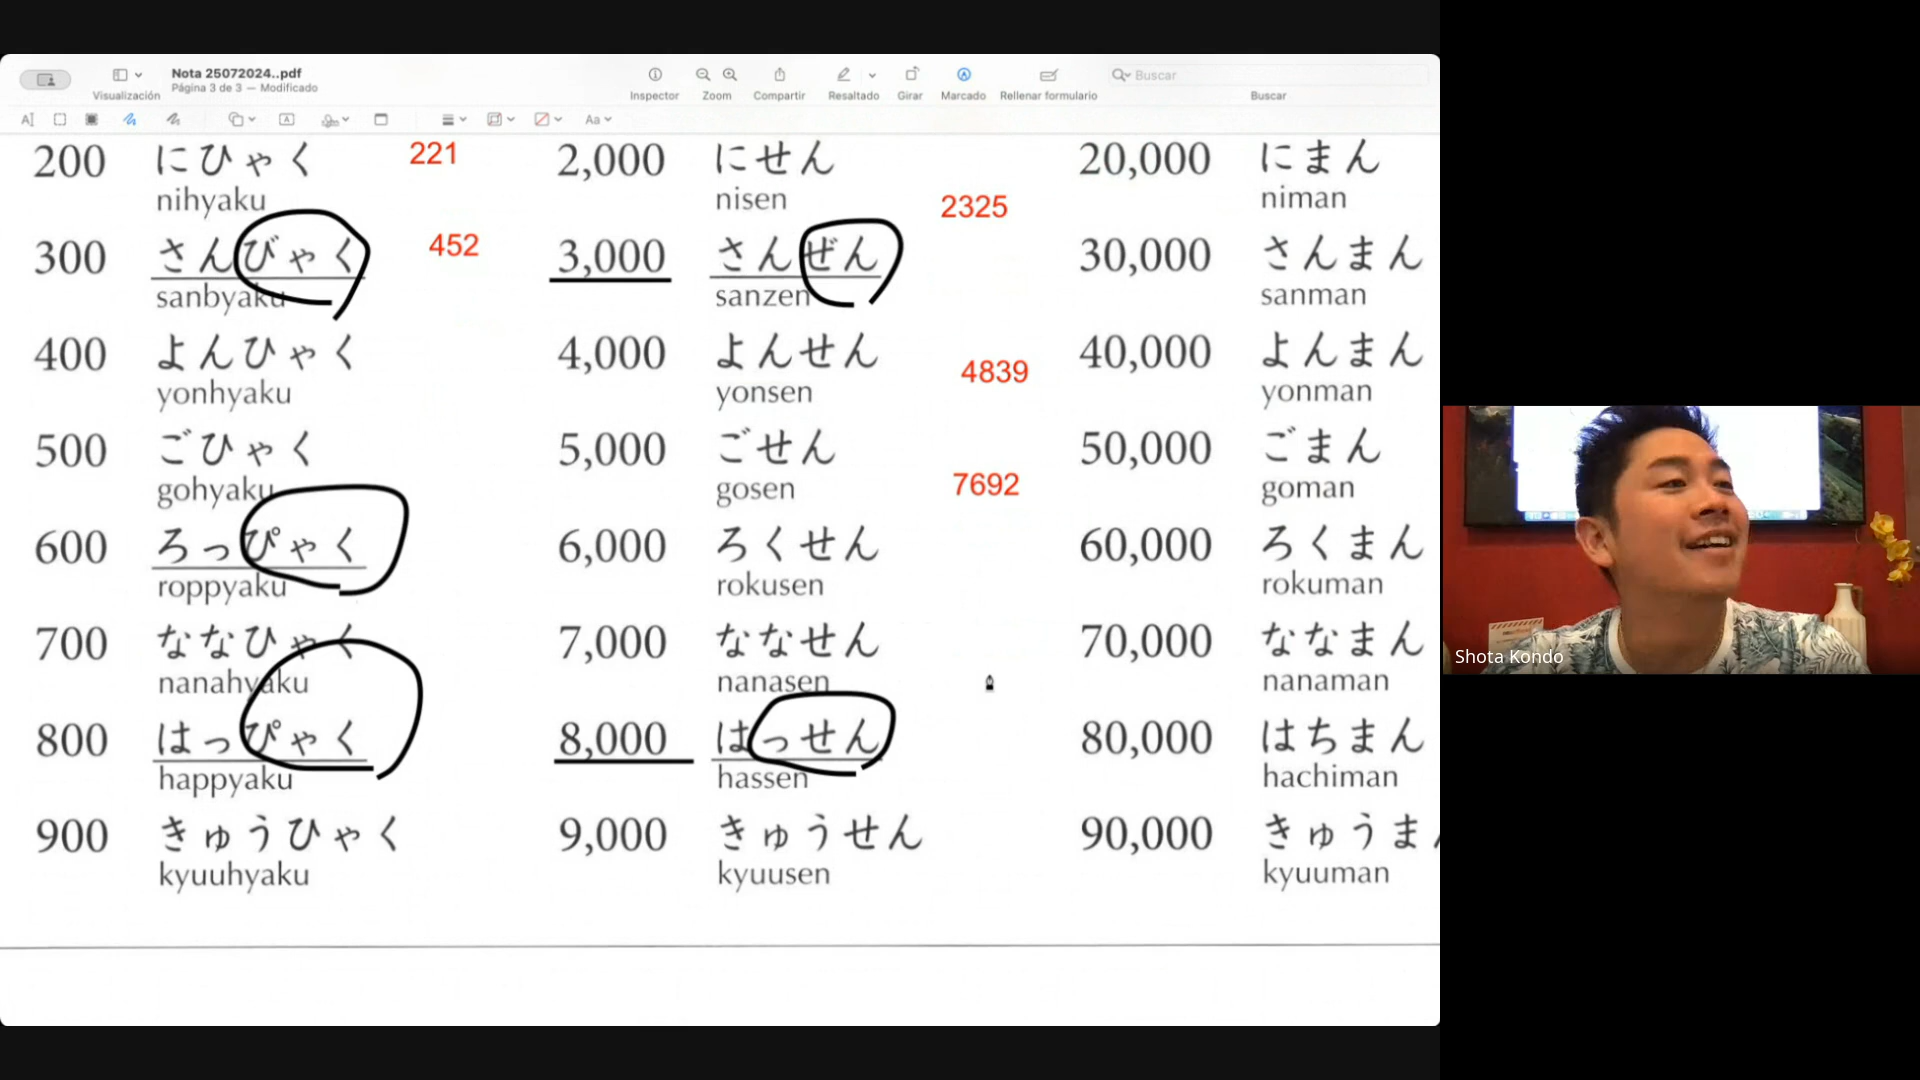 Nota 25072024..pdf
Página 3 de 3 — Modificado
Visualización
Inspector
Zoom
Compartir
Resaltado
Girar
Marcado
Rellenar formulario
Buscar
Buscar
Aa
200 にひゃく 221 2,000 にせん 20,000 にまん
nihyaku nisen niman
2325
300 さんびゃく 452 3,000 さんぜん 30,000 さんまん
sanbyaku sanzen sanman
400 よんひゃく 4,000 よんせん 4839 40,000 よんまん
yonhyaku yonsen yonman
500 ごひゃく 5,000 ごせん 50,000 ごまん
gohyaku gosen 7692 goman
600 ろっぴゃく 6,000 ろくせん 60,000 ろくまん
roppyaku rokusen rokuman
700 ななひゃく 7,000 ななせん 70,000 ななまん
nanahyaku nanasen nanaman
800 はっぴゃく 8,000 はっせん 80,000 はちまん
happyaku hassen hachiman
900 きゅうひゃく 9,000 きゅうせん 90,000 きゅうま
kyuuhyaku kyuusen kyuuman
Shota Kondo